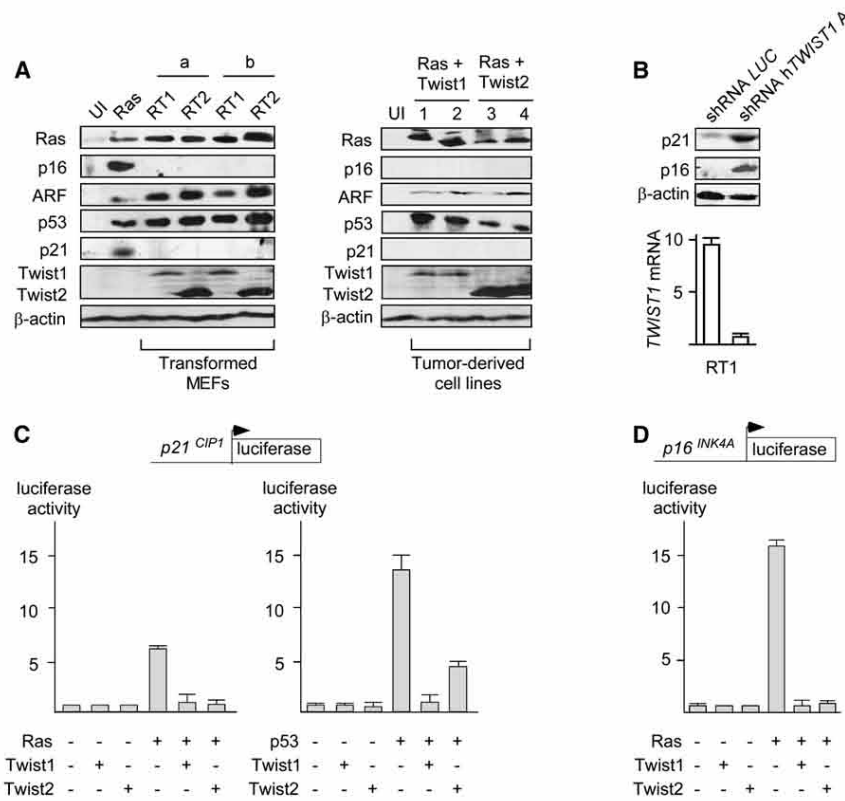 A
a
b
UI
Ras
RT1
RT2
RT1
RT2
Ras
p16
ARF
p53
p21
Twist1
Twist2
β-actin
Transformed
MEFs
Ras +
Twist1
Ras +
Twist2
UI
1
2
3
4
Ras
p16
ARF
p53
p21
Twist1
Twist2
β-actin
Tumor-derived
cell lines
B
shRNA LUC
shRNA hTWIST1 A
p21
p16
β-actin
TWIST1 mRNA
10
5
RT1
C
p21 CIP1
luciferase
luciferase
activity
15
10
5
Ras - - - + + +
Twist1 - + - - + -
Twist2 - - + - - +
luciferase
activity
15
10
5
p53 - - - + + +
Twist1 - + - - + -
Twist2 - - + - - +
D
p16 INK4A
luciferase
luciferase
activity
15
10
5
Ras - - - + + +
Twist1 - + - - + -
Twist2 - - + - - +